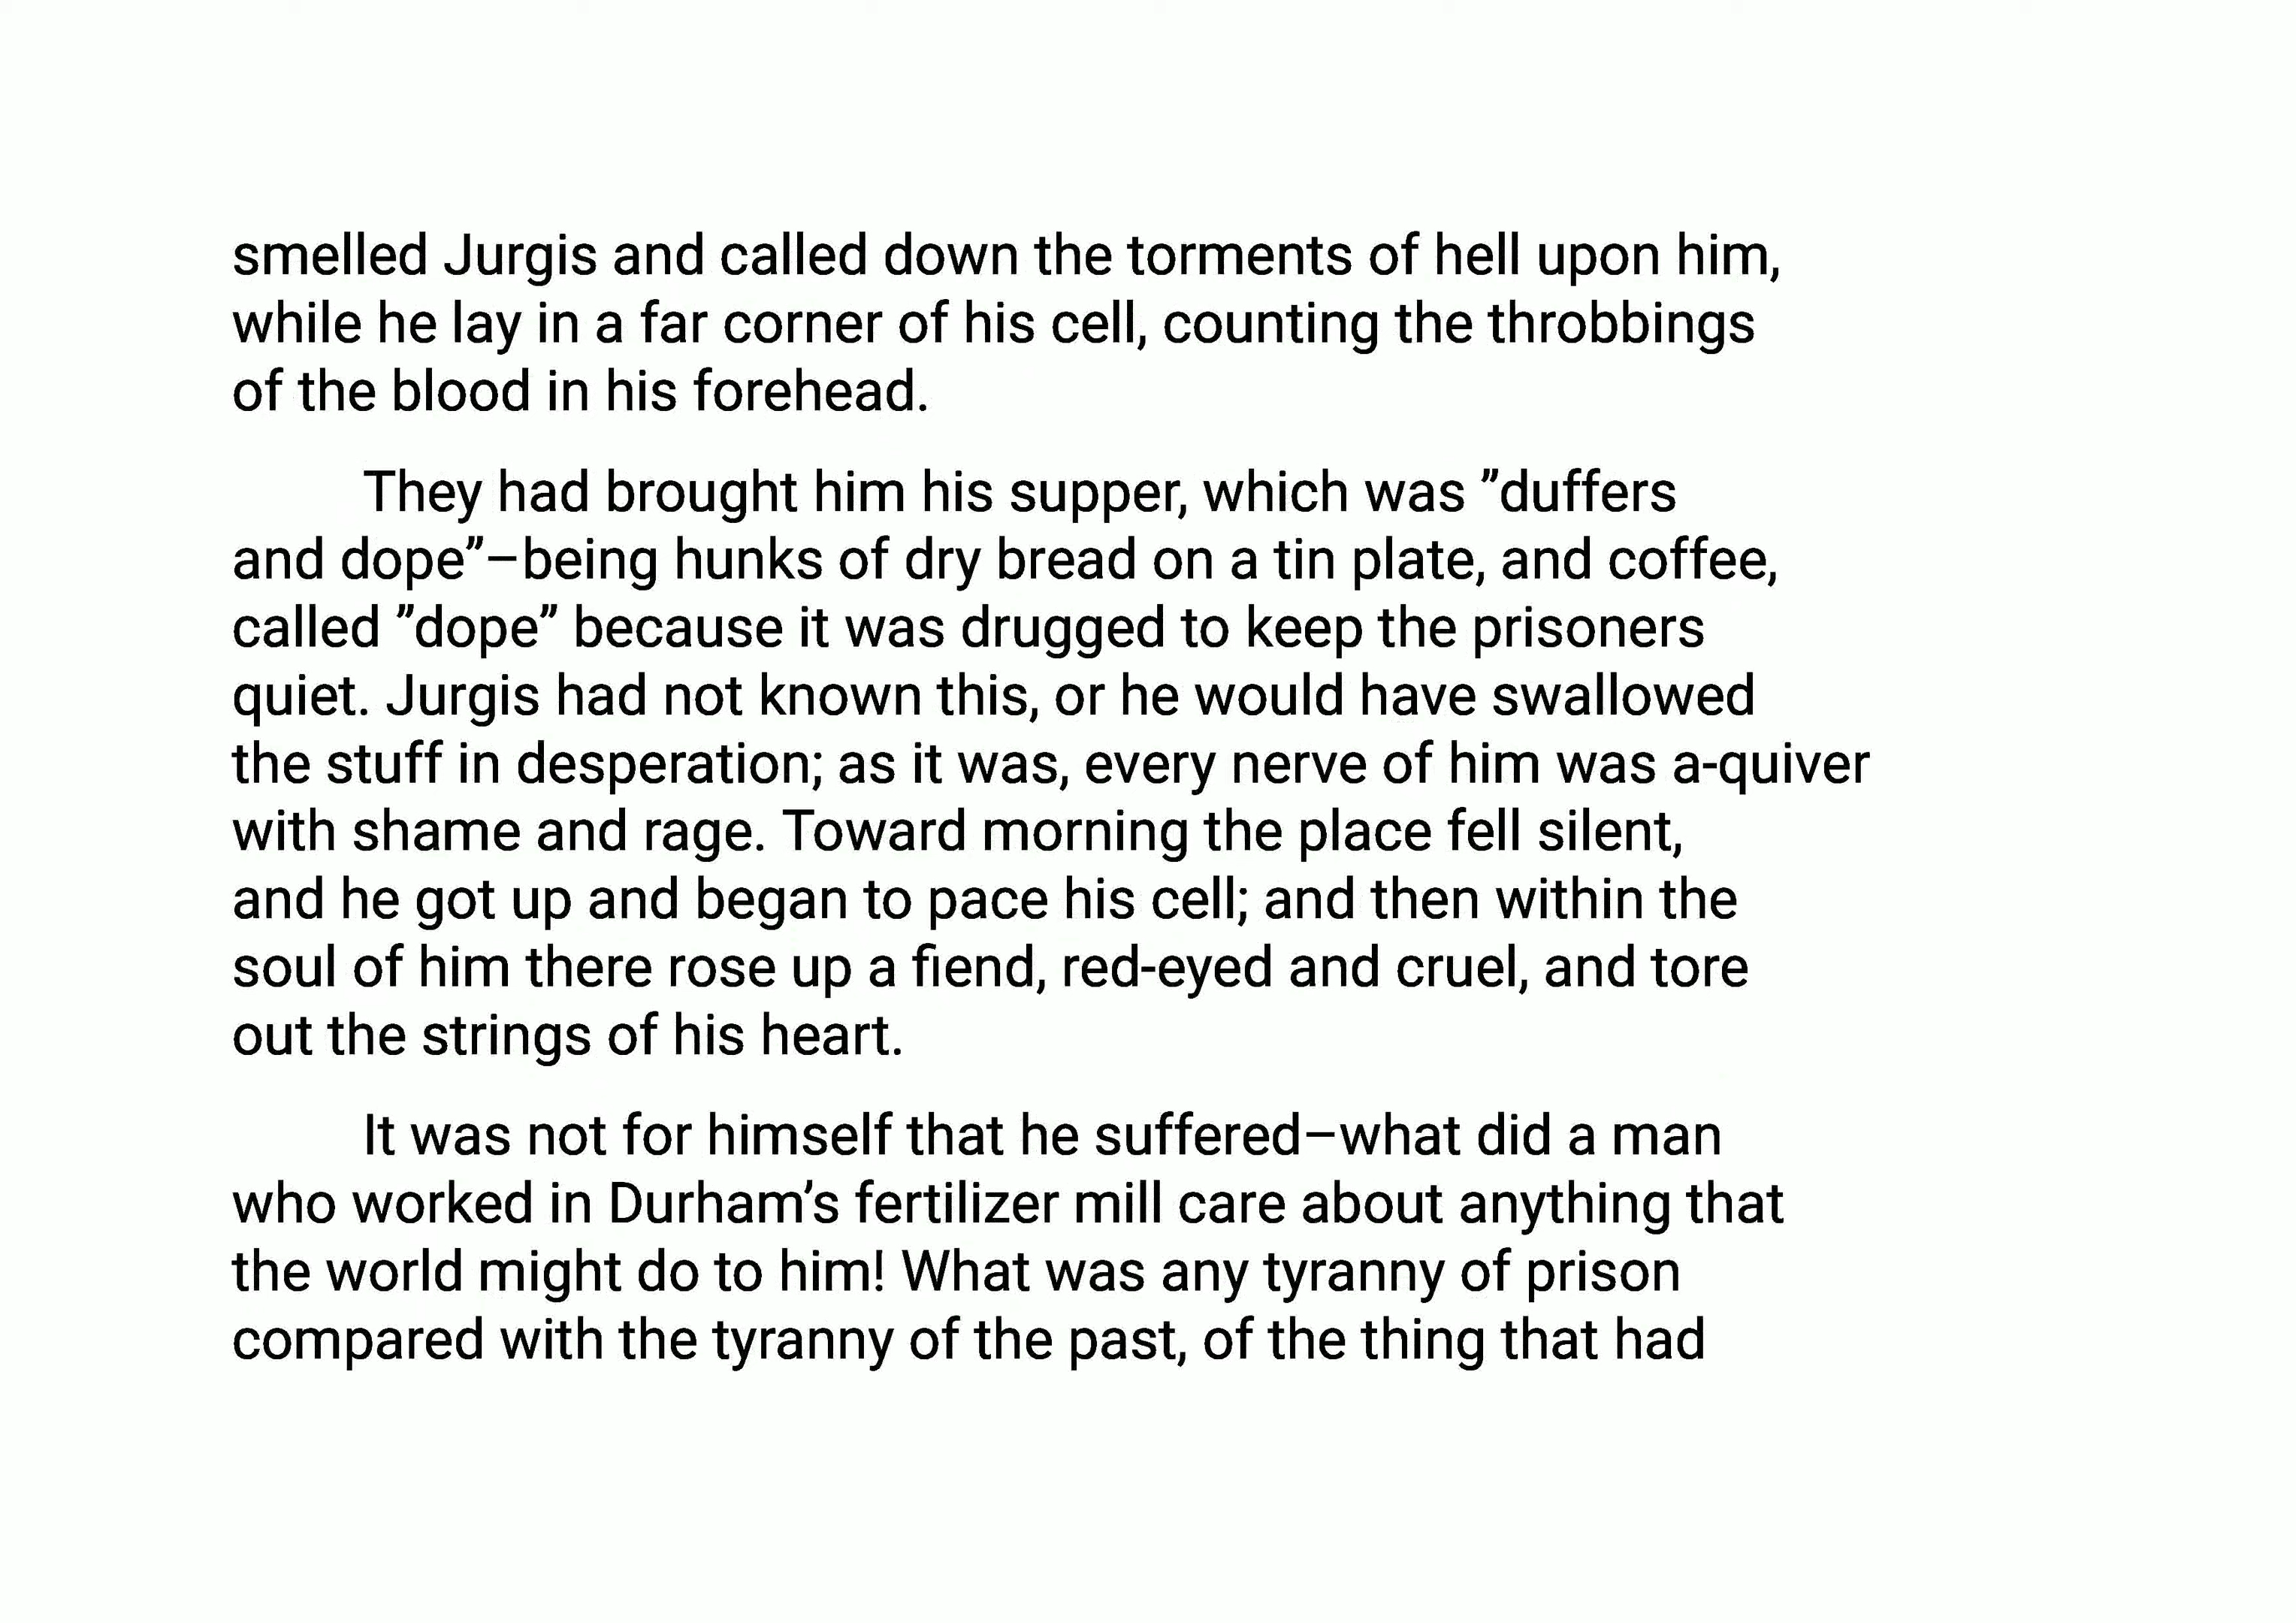 smelled Jurgis and called down the torments of hell upon him,
while he lay in a far corner of his cell, counting the throbbings
of the blood in his forehead.
They had brought him his supper, which was ”duffers
and dope”–being hunks of dry bread on a tin plate, and coffee,
called ”dope” because it was drugged to keep the prisoners
quiet. Jurgis had not known this, or he would have swallowed
the stuff in desperation; as it was, every nerve of him was a-quiver
with shame and rage. Toward morning the place fell silent,
and he got up and began to pace his cell; and then within the
soul of him there rose up a fiend, red-eyed and cruel, and tore
out the strings of his heart.
It was not for himself that he suffered–what did a man
who worked in Durham’s fertilizer mill care about anything that
the world might do to him! What was any tyranny of prison
compared with the tyranny of the past, of the thing that had